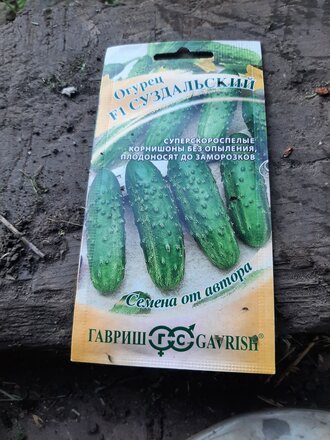 Огурец
F1 СУЗДАЛЬСКИЙ
СУПЕРСКОРОСПЕЛЫЕ
КОРНИШОНЫ БЕЗ ОПЫЛЕНИЯ,
ПЛОДОНОСЯТ ДО ЗАМОРОЗКОВ
Семена от автора
ГАВРИШ GAVRISH®